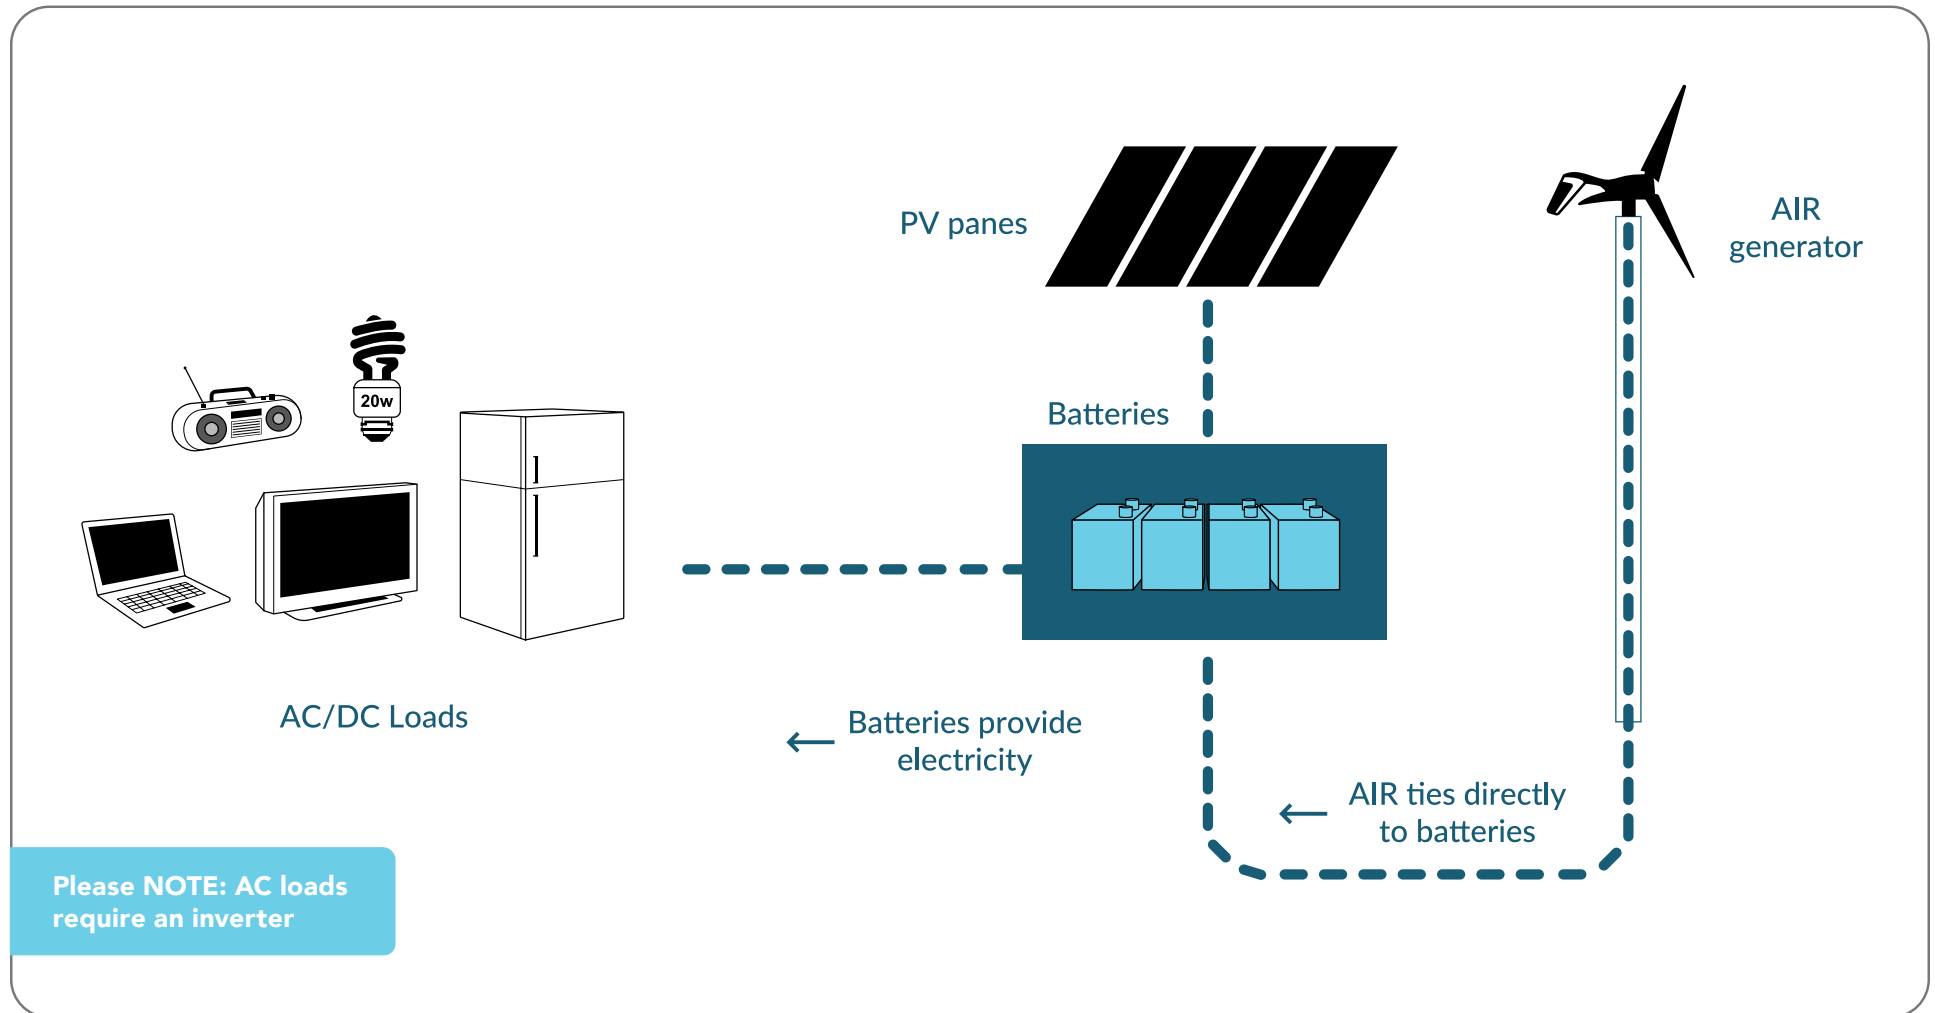 PV panes
AIR
generator
20w
Batteries
AC/DC Loads
Batteries provide
electricity
AIR ties directly
to batteries
Please NOTE: AC loads
require an inverter